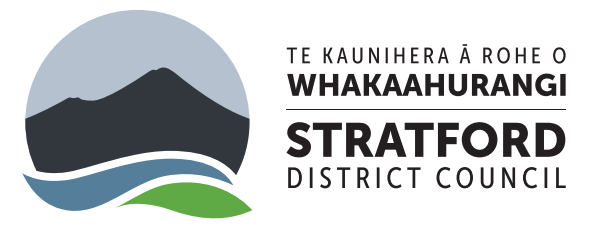 TE KAUNIHERA Ā ROHE O
WHAKAAHURANGI
STRATFORD
DISTRICT COUNCIL